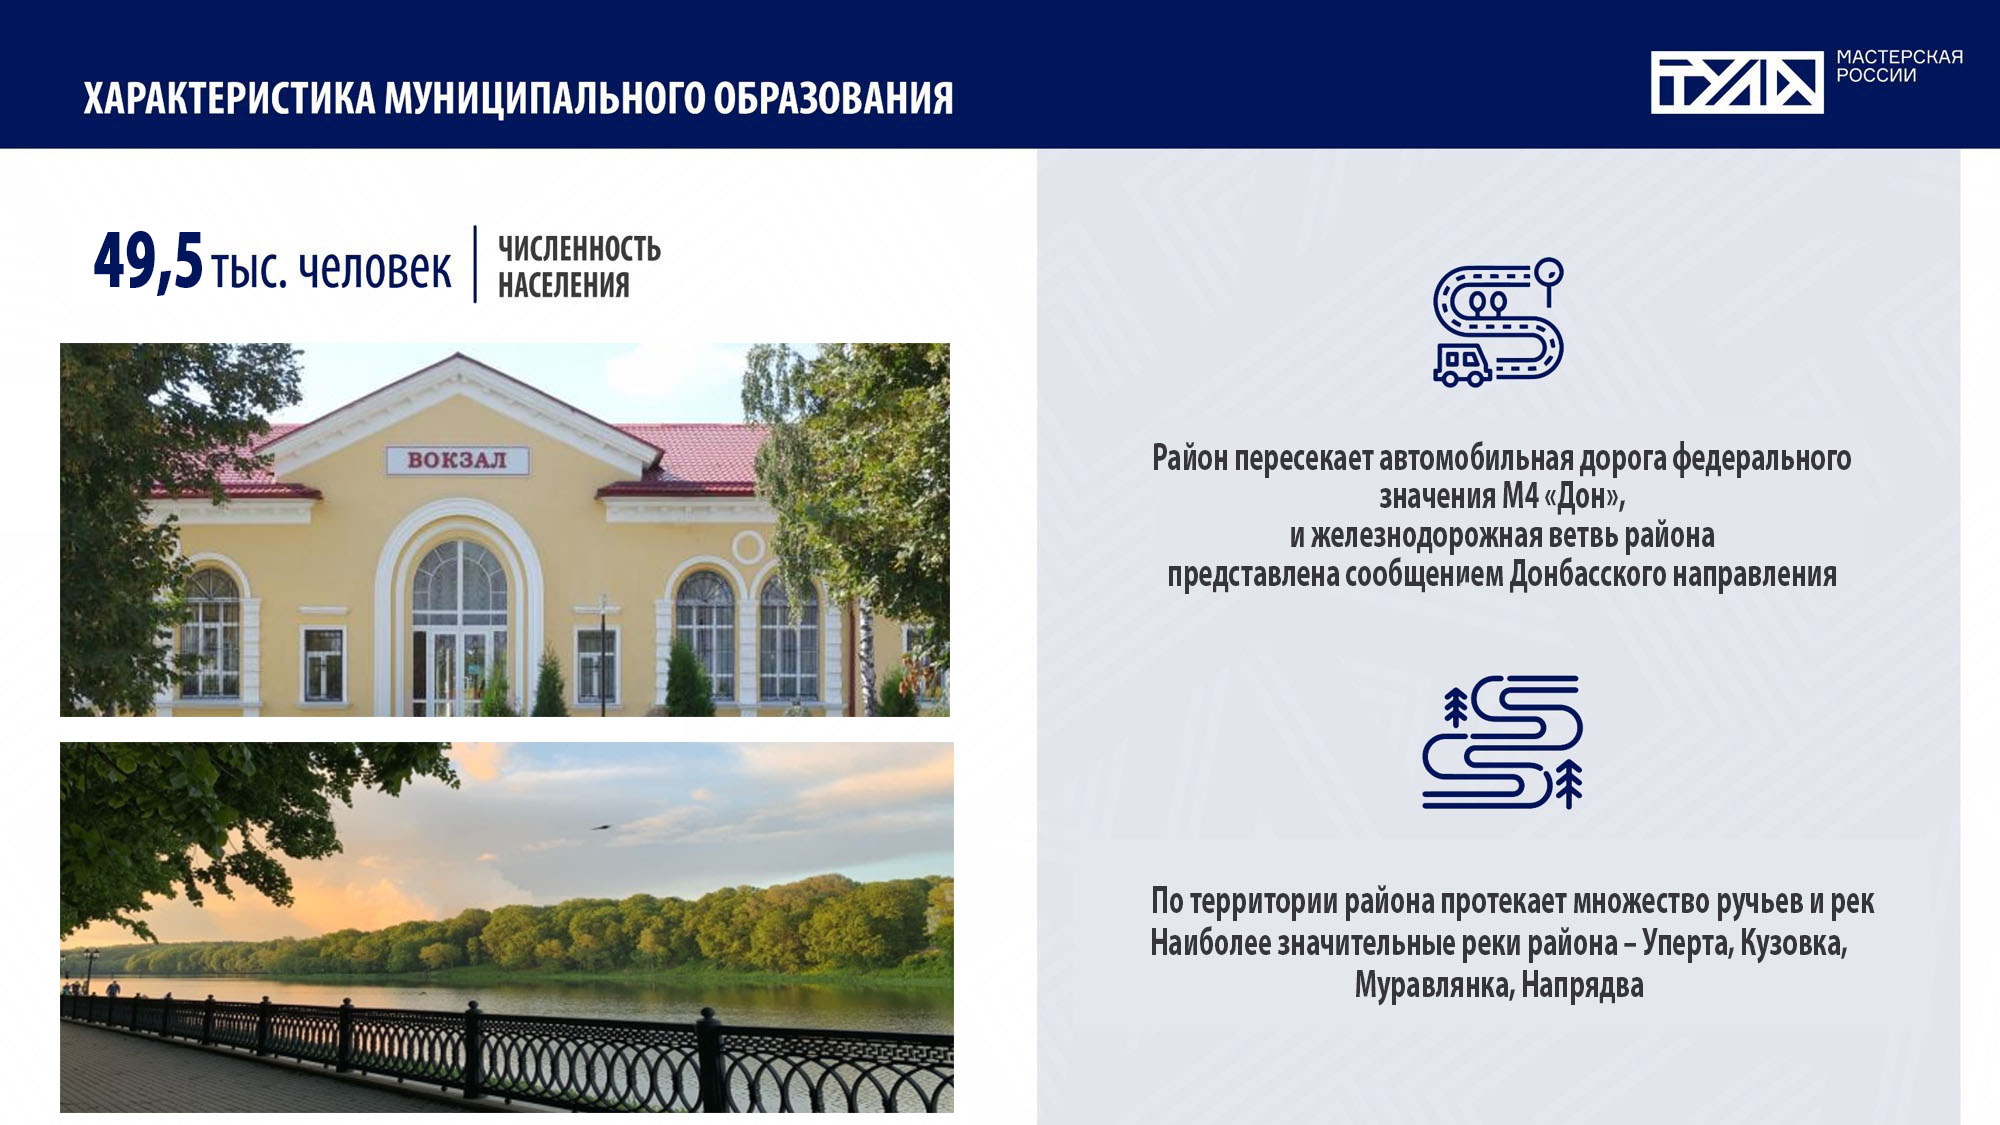 ХАРАКТЕРИСТИКА МУНИЦИПАЛЬНОГО ОБРАЗОВАНИЯ
ТУЛА
МАСТЕРСКАЯ
РОССИИ
49,5 тыс. человек
ЧИСЛЕННОСТЬ
НАСЕЛЕНИЯ
ВОКЗАЛ
Район пересекает автомобильная дорога федерального
значения М4 «Дон»,
и железнодорожная ветвь района
представлена сообщением Донбасского направления
По территории района протекает множество ручьев и рек
Наиболее значительные реки района – Уперта, Кузовка,
Муравлянка, Напрядва